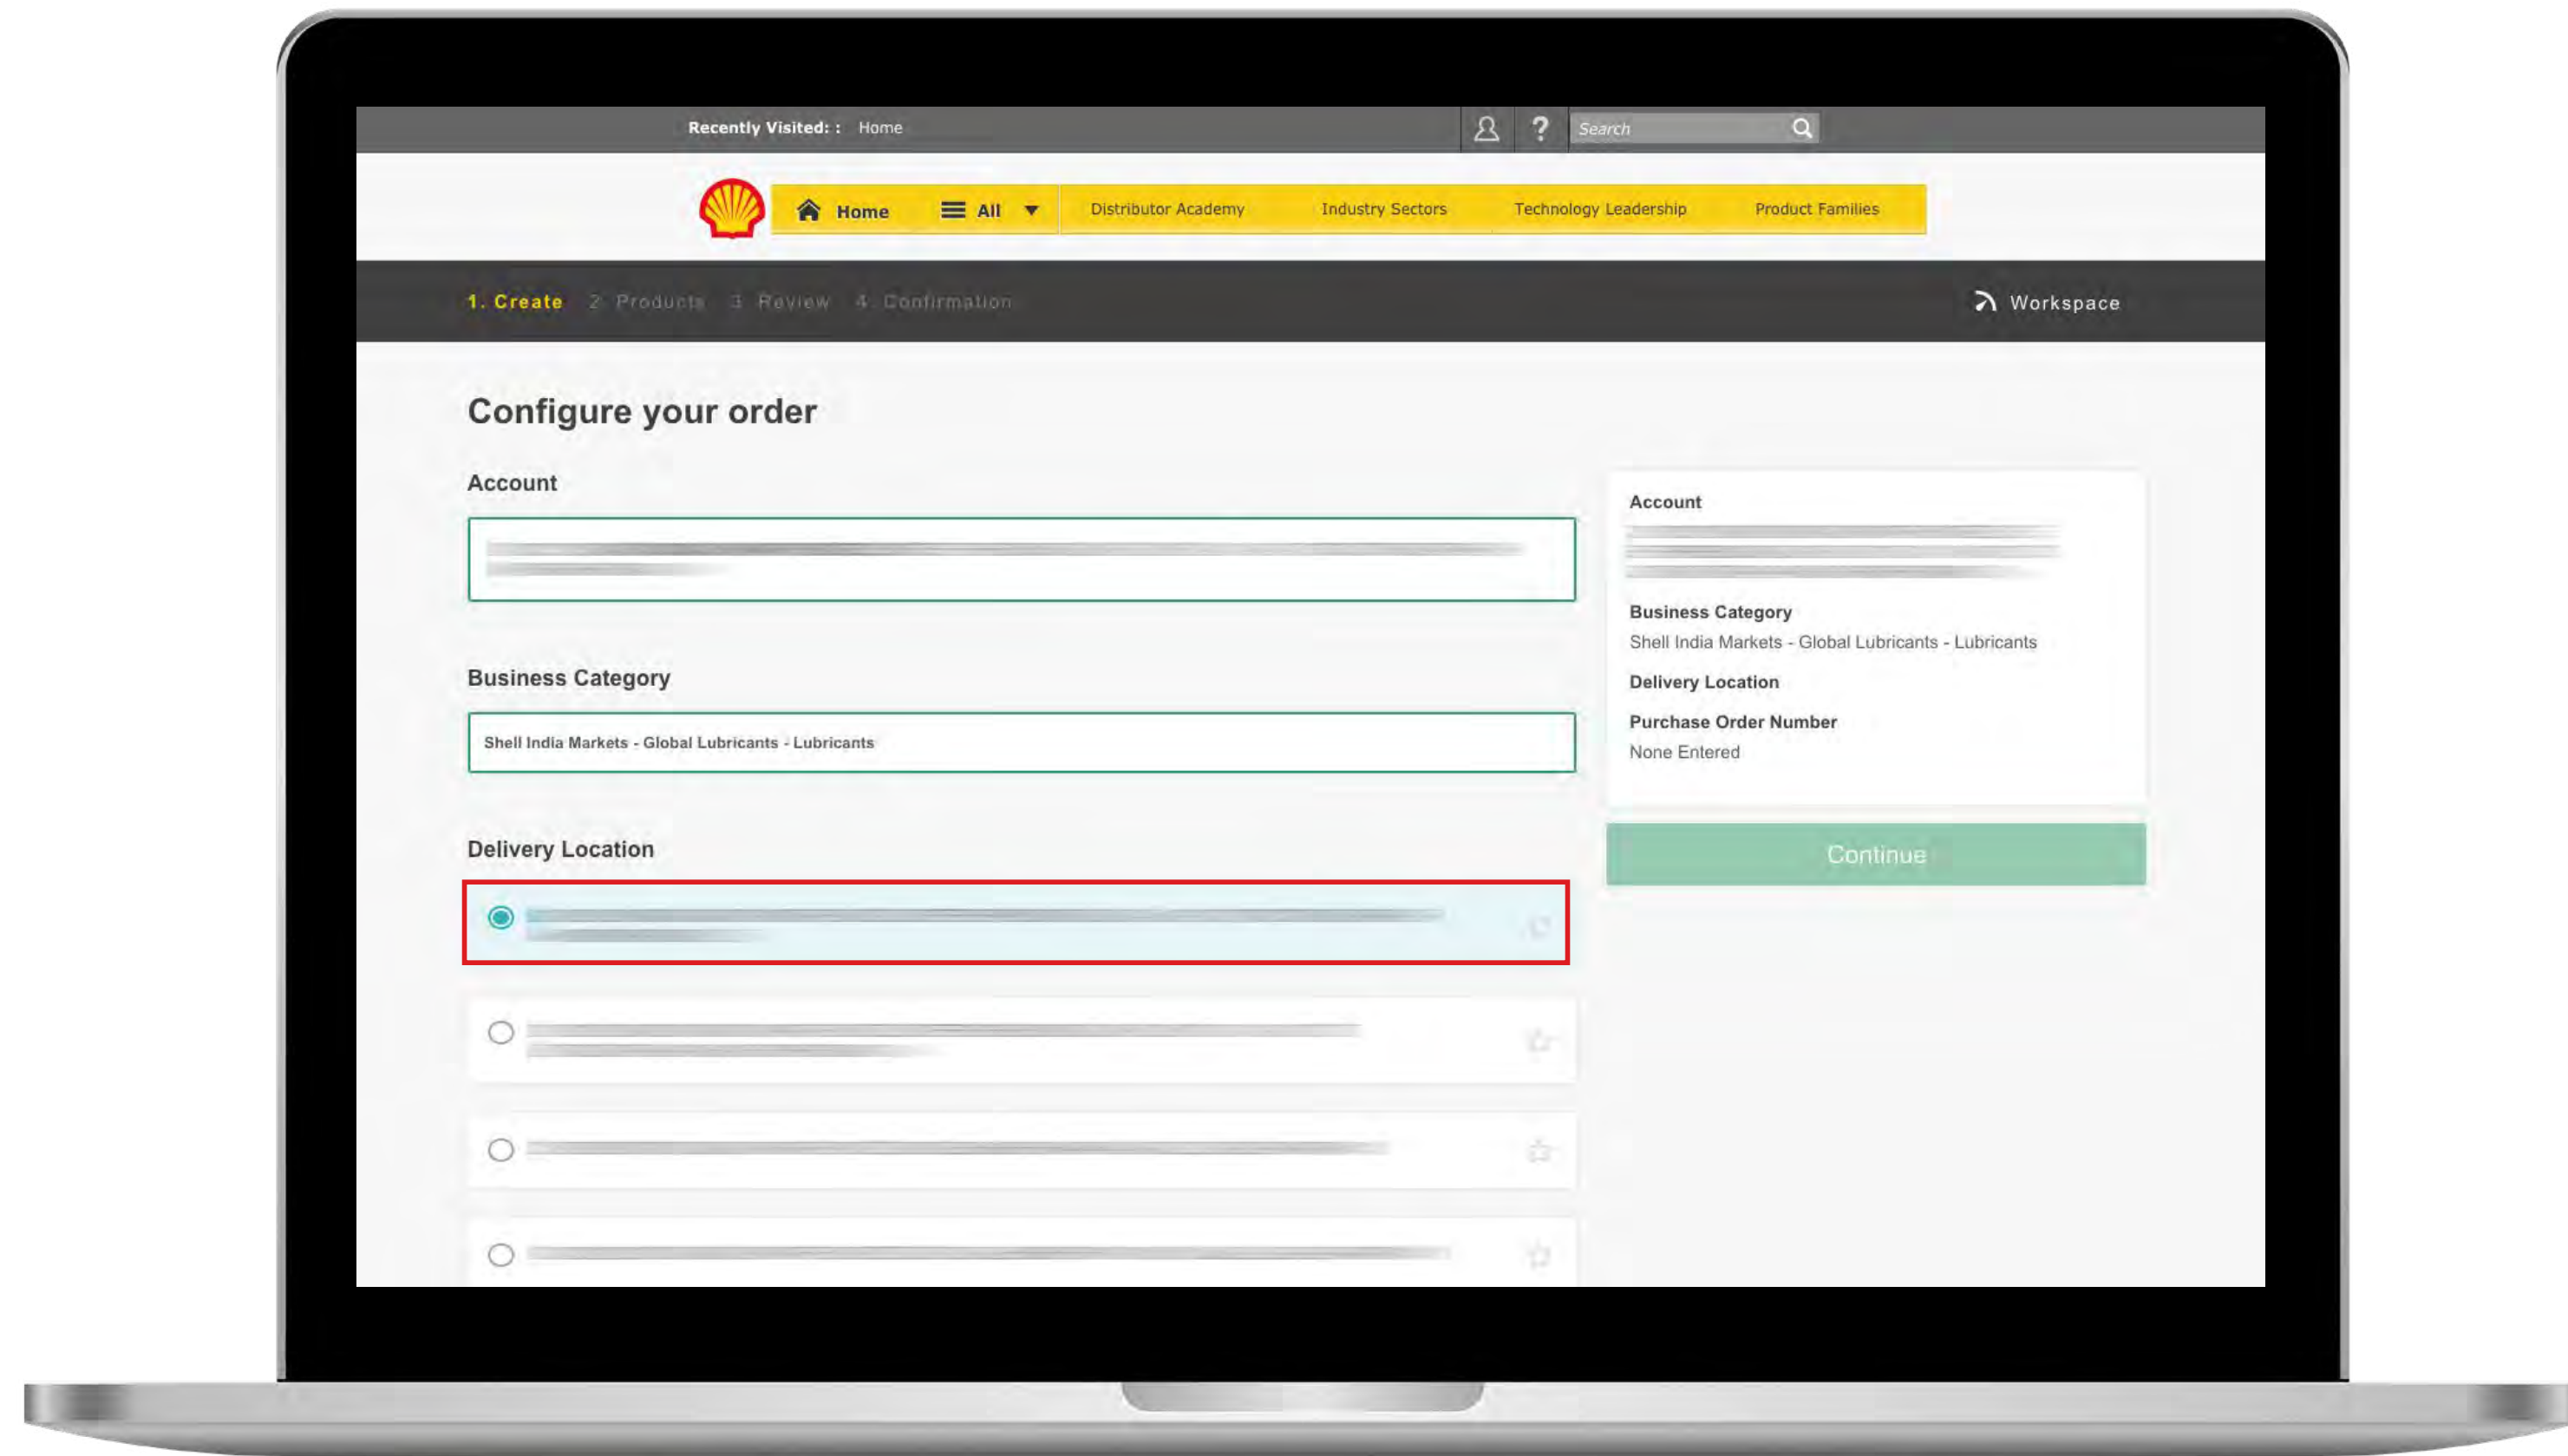 Recently Visited: : Home
? Search
Home All Distributor Academy Industry Sectors Technology Leadership Product Families
1. Create 2 Products 3 Review 4 Confirmation Workspace
Configure your order
Account
Business Category
Shell India Markets - Global Lubricants - Lubricants
Delivery Location
Account
Business Category
Shell India Markets - Global Lubricants - Lubricants
Delivery Location
Purchase Order Number
None Entered
Continue